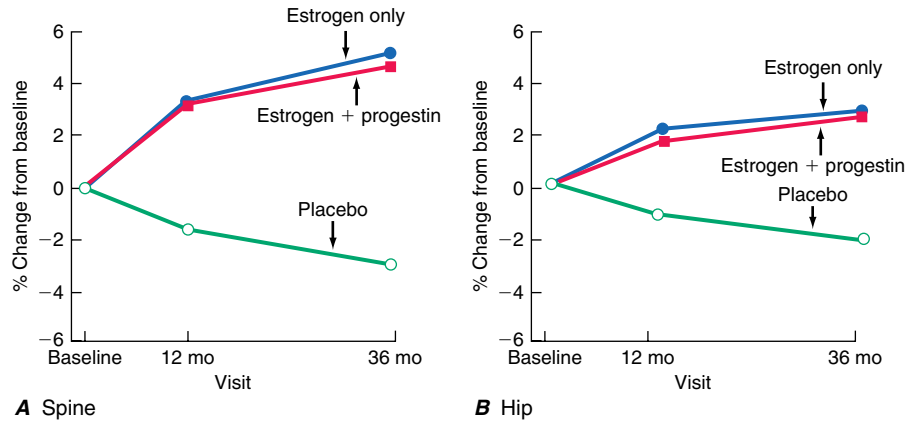 % Change from baseline
6
4
2
0
−2
−4
−6
Estrogen only
Estrogen + progestin
Placebo
Baseline
12 mo
36 mo
Visit
A Spine
% Change from baseline
6
4
2
0
−2
−4
−6
Estrogen only
Estrogen + progestin
Placebo
Baseline
12 mo
36 mo
Visit
B Hip